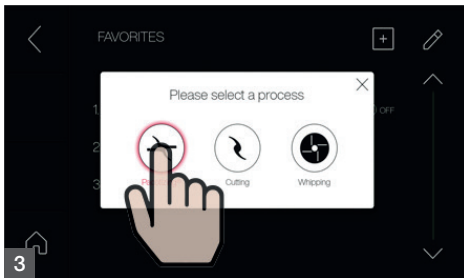 FAVORITES
Please select a process
1.
OFF
2
3
Cutting
Whipping
3